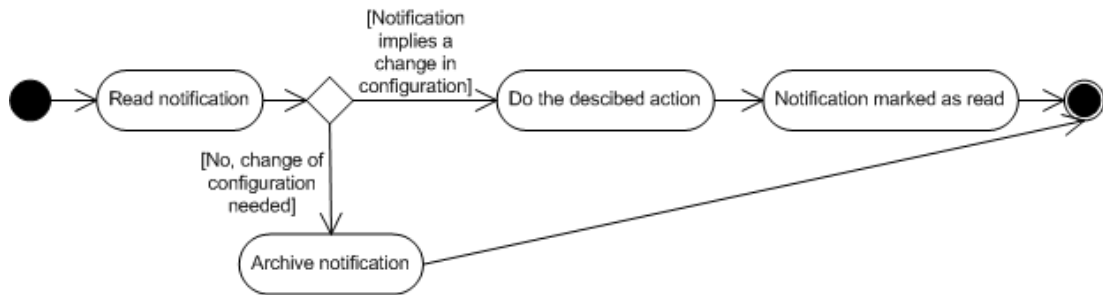 [Notification
implies a
change in
configuration]
Read notification
Do the descibed action
Notification marked as read
[No, change of
configuration
needed]
Archive notification